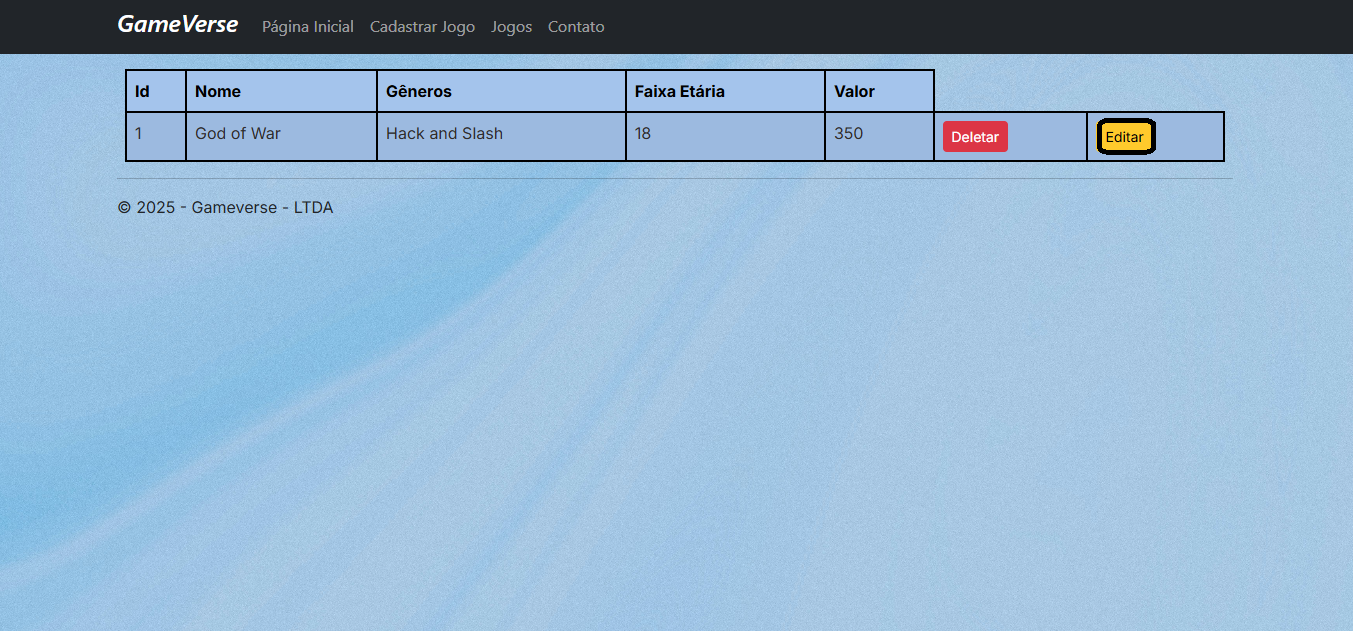 GameVerse Página Inicial Cadastrar Jogo Jogos Contato
Id Nome Gêneros Faixa Etária Valor
1 God of War Hack and Slash 18 350 Deletar Editar
© 2025 - Gameverse - LTDA